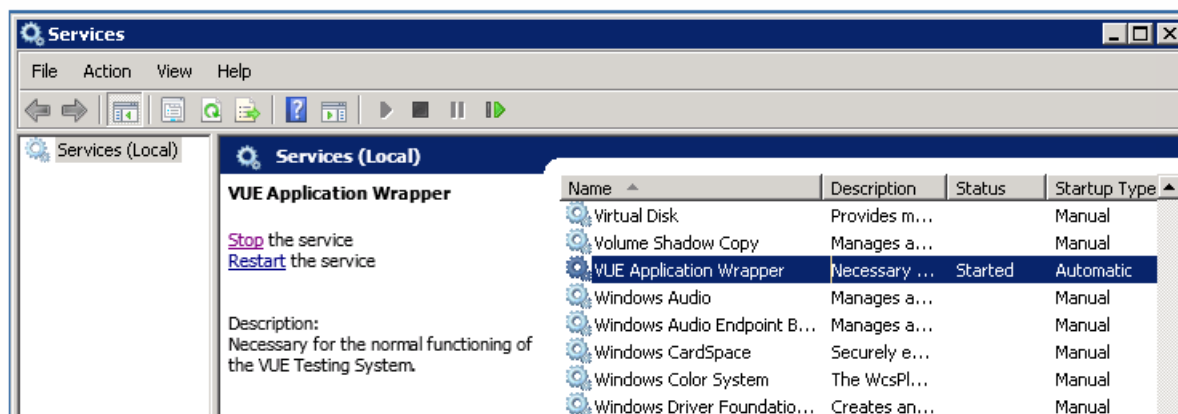 Services
File Action View Help
Services (Local)
Services (Local)
VUE Application Wrapper
Stop the service
Restart the service
Description:
Necessary for the normal functioning of
the VUE Testing System.
Name Description Status Startup Type
Virtual Disk Provides m... Manual
Volume Shadow Copy Manages a... Manual
VUE Application Wrapper Necessary ... Started Automatic
Windows Audio Manages a... Manual
Windows Audio Endpoint B... Manages a... Manual
Windows CardSpace Securely e... Manual
Windows Color System The WcsPl... Manual
Windows Driver Foundatio... Creates an... Manual